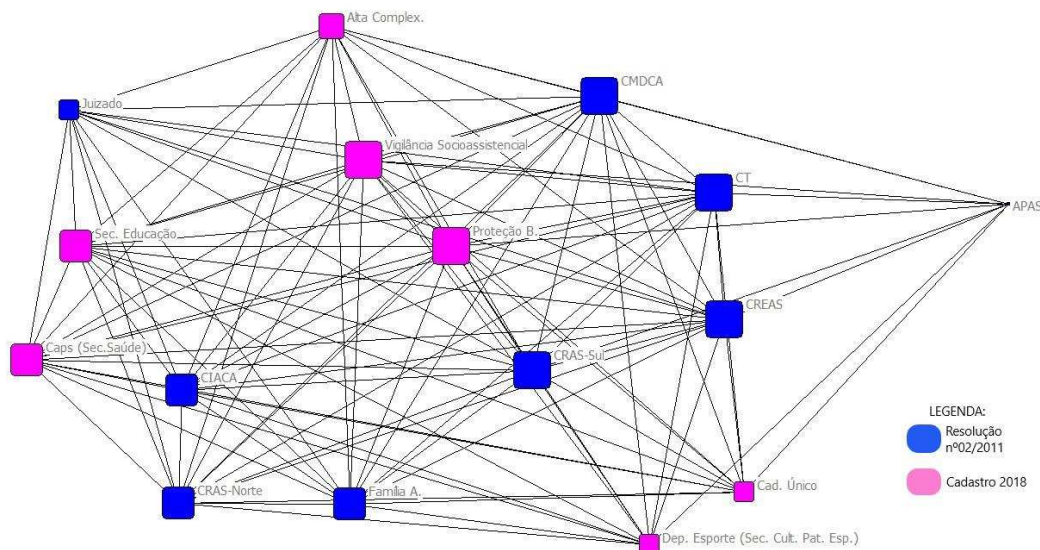 Alta Complex.
CMDCA
Juizado
Vigilância Socioassistencial
CT
APAS
Sec. Educação
Proteção B.
CREAS
Caps (Sec.Saúde)
CRAS-Sul
CIACA
LEGENDA:
Resolução
nº02/2011
Cadastro 2018
CRAS-Norte
Família A.
Cad. Único
Dep. Esporte (Sec. Cult. Pat. Esp.)